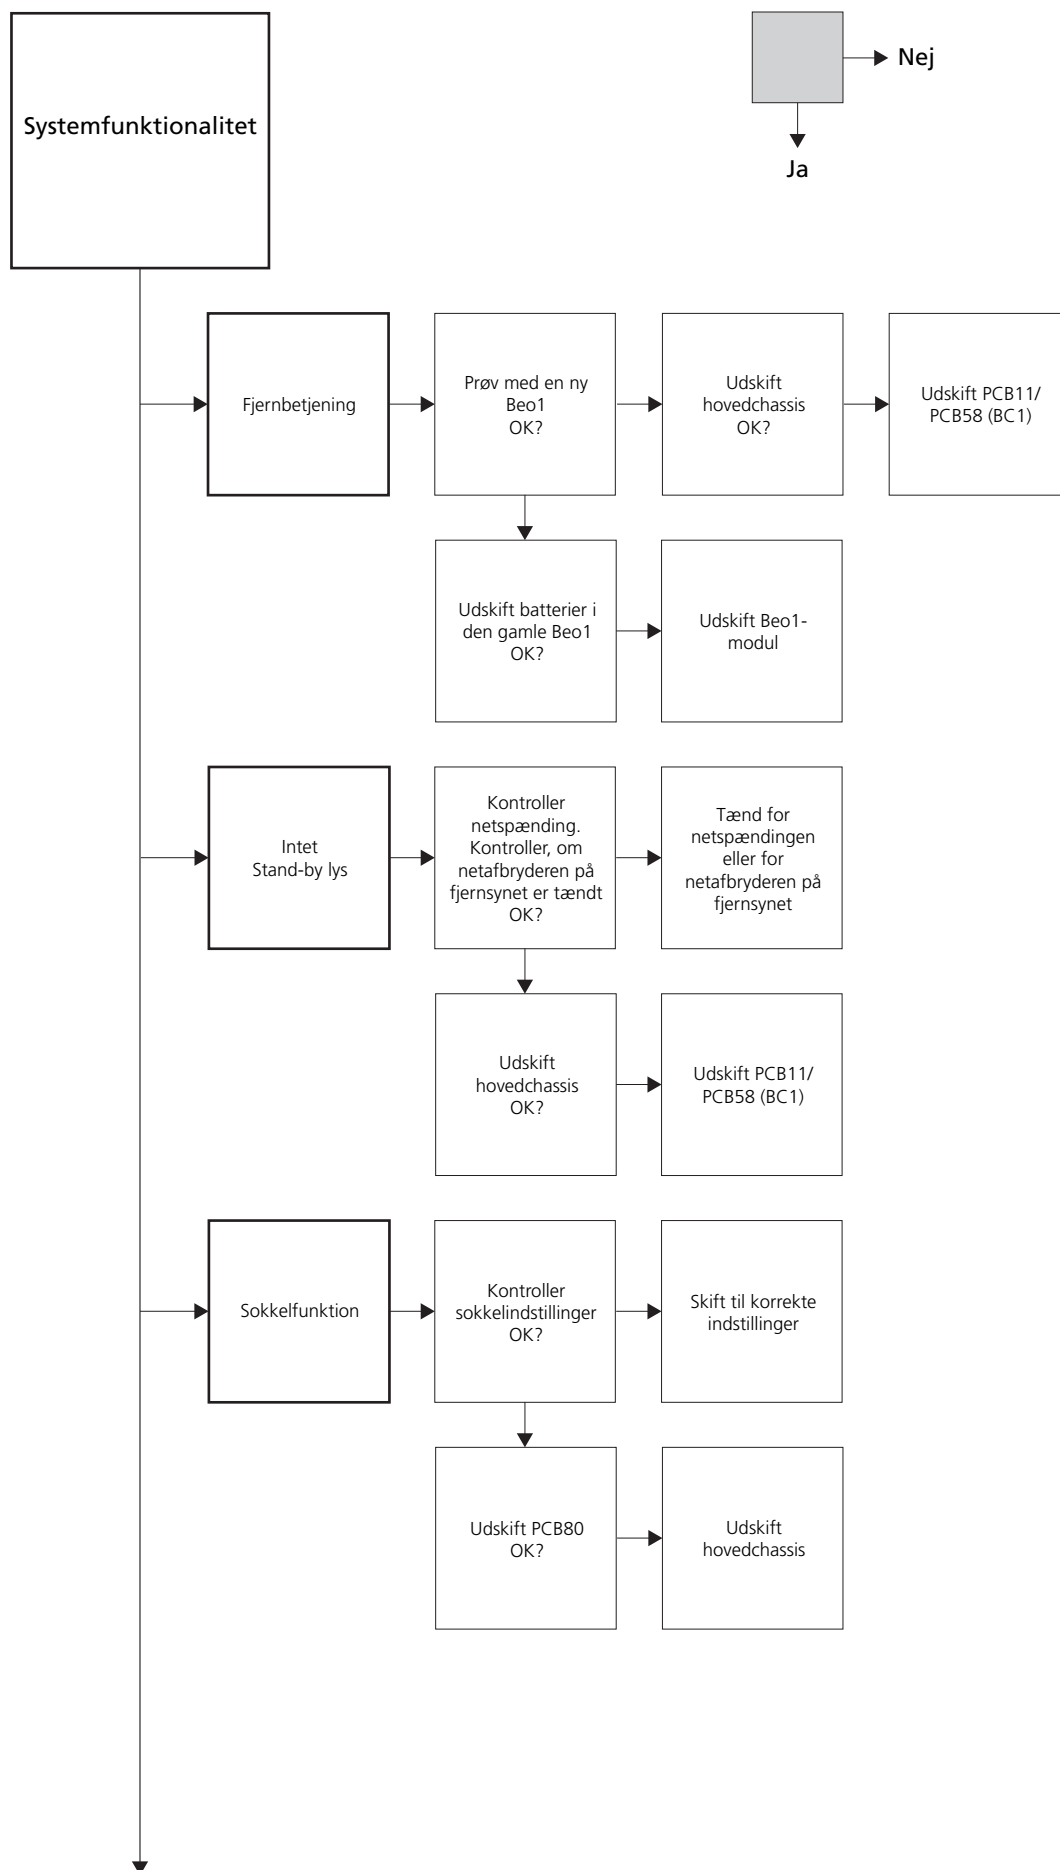 Systemfunktionalitet
Nej
Ja
Fjernbetjening
Prøv med en ny
Beo1
OK?
Udskift
hovedchassis
OK?
Udskift PCB11/
PCB58 (BC1)
Udskift batterier i
den gamle Beo1
OK?
Udskift Beo1-
modul
Intet
Stand-by lys
Kontroller
netspænding.
Kontroller, om
netafbryderen på
fjernsynet er tændt
OK?
Tænd for
netspændingen
eller for
netafbryderen på
fjernsynet
Udskift
hovedchassis
OK?
Udskift PCB11/
PCB58 (BC1)
Sokkelfunktion
Kontroller
sokkelindstillinger
OK?
Skift til korrekte
indstillinger
Udskift PCB80
OK?
Udskift
hovedchassis